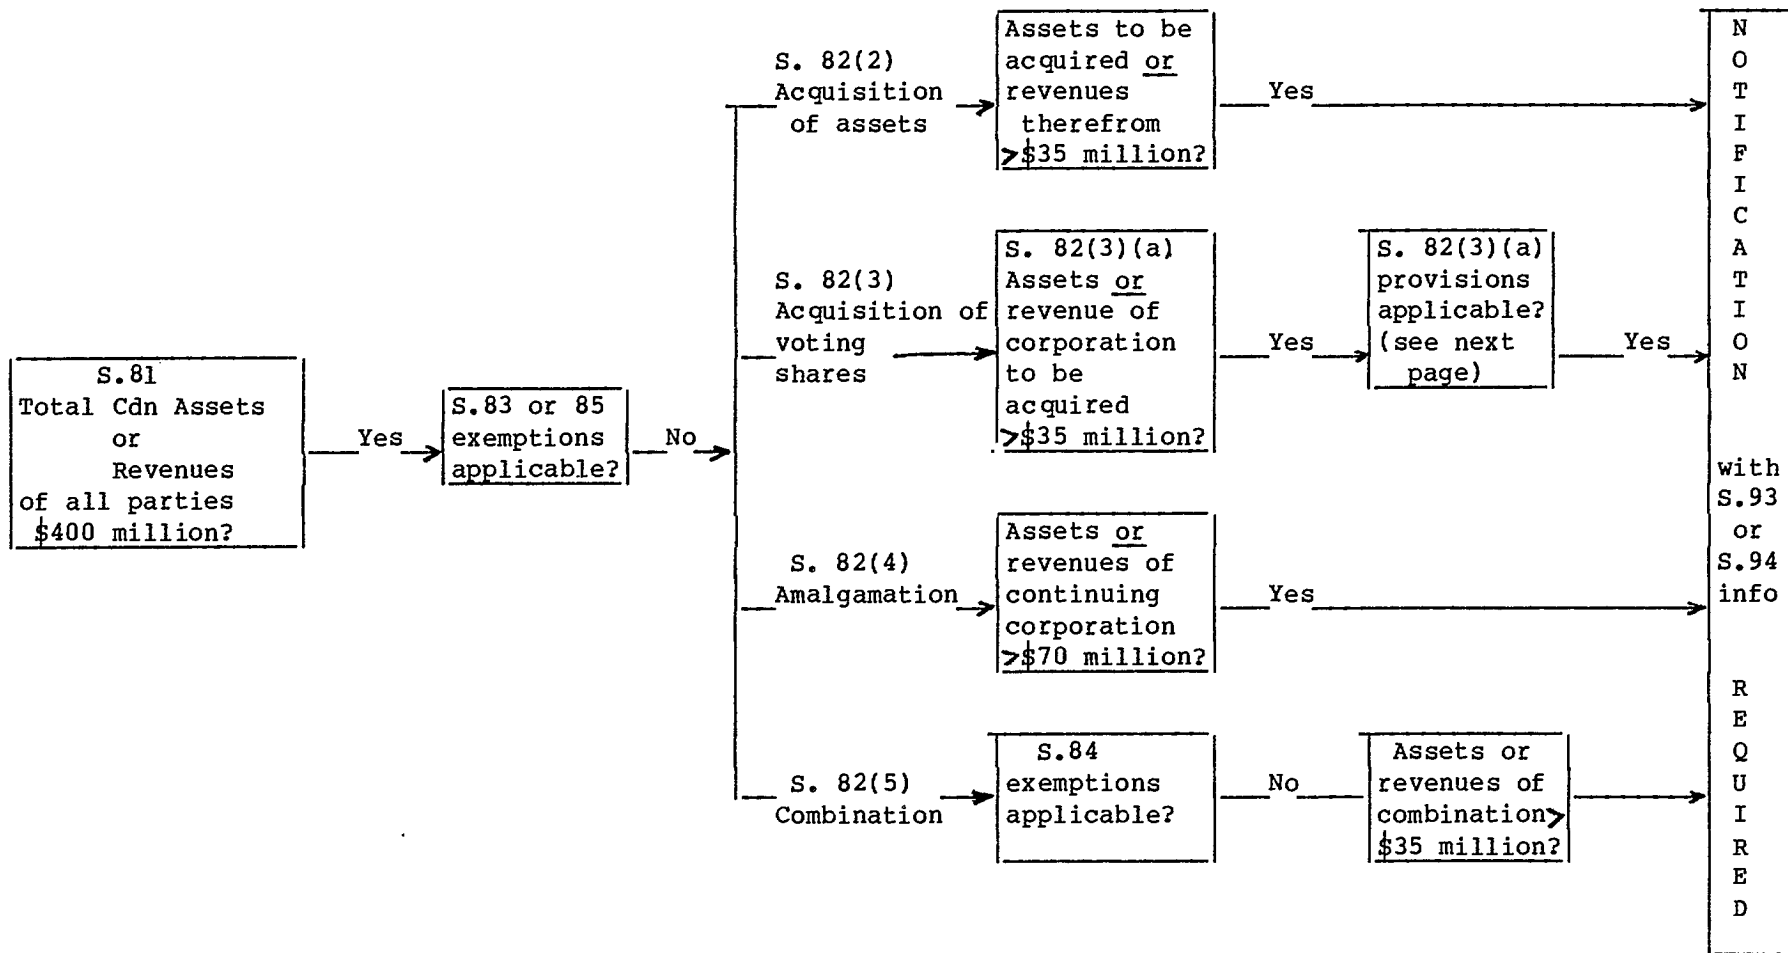 S.81
Total Cdn Assets
or
Revenues
of all parties
$400 million?
Yes
S.83 or 85
exemptions
applicable?
No
S. 82(2)
Acquisition
of assets
Assets to be
acquired or
revenues
therefrom
>$35 million?
Yes
S. 82(3)
Acquisition of
voting
shares
S. 82(3)(a)
Assets or
revenue of
corporation
to be
acquired
>$35 million?
Yes
S. 82(3)(a)
provisions
applicable?
(see next
page)
Yes
S. 82(4)
Amalgamation
Assets or
revenues of
continuing
corporation
>$70 million?
Yes
S. 82(5)
Combination
S.84
exemptions
applicable?
No
Assets or
revenues of
combination>
$35 million?
NOTIFICATION
with
S.93
or
S.94
info
REQUIRED